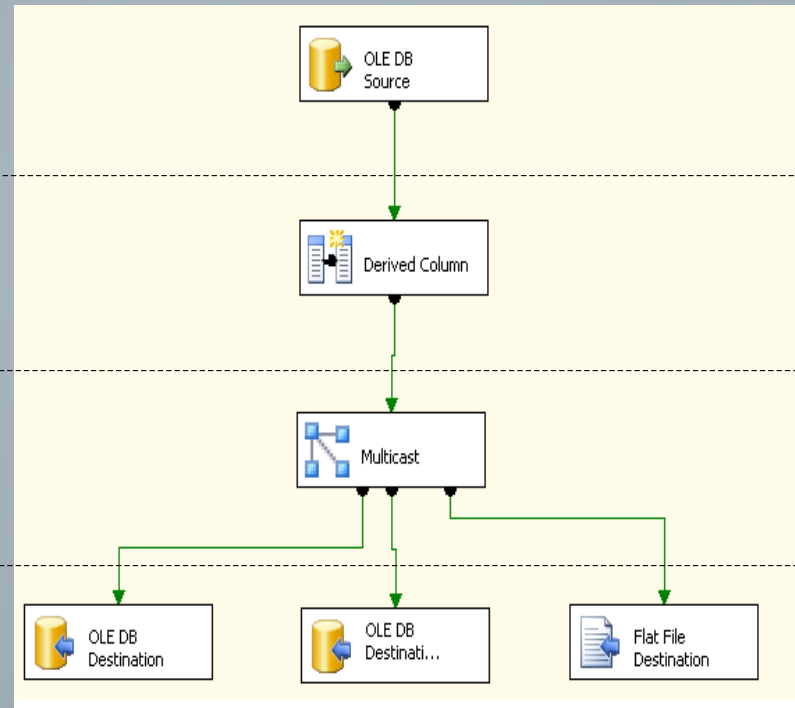 OLE DB
Source
Derived Column
Multicast
OLE DB
Destination
OLE DB
Destinati...
Flat File
Destination